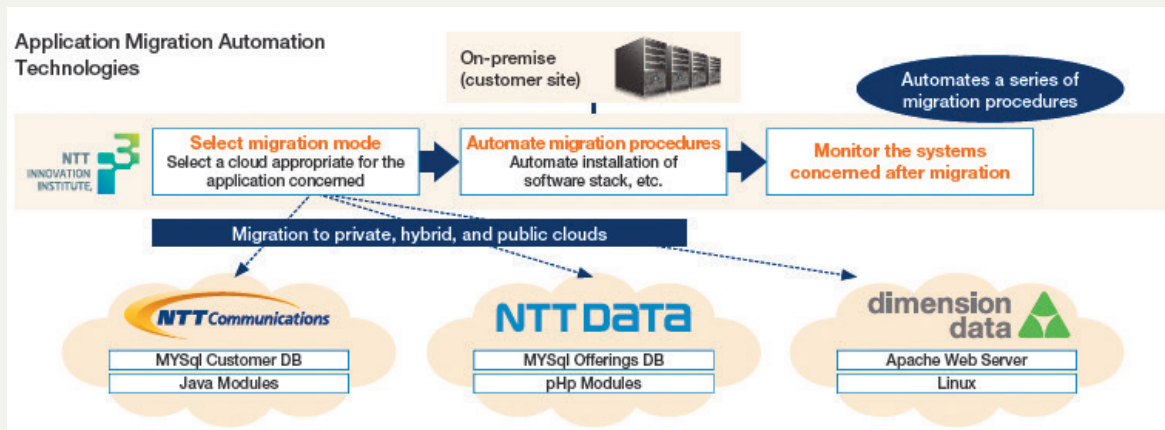 Application Migration Automation
Technologies
On-premise
(customer site)
Automates a series of
migration procedures
NTT
INNOVATION
INSTITUTE,
3
Select migration mode
Select a cloud appropriate for the
application concerned
Automate migration procedures
Automate installation of
software stack, etc.
Monitor the systems
concerned after migration
Migration to private, hybrid, and public clouds
NTT Communications
MYSql Customer DB
Java Modules
NTT DATA
MYSql Offerings DB
pHp Modules
dimension
data
Apache Web Server
Linux